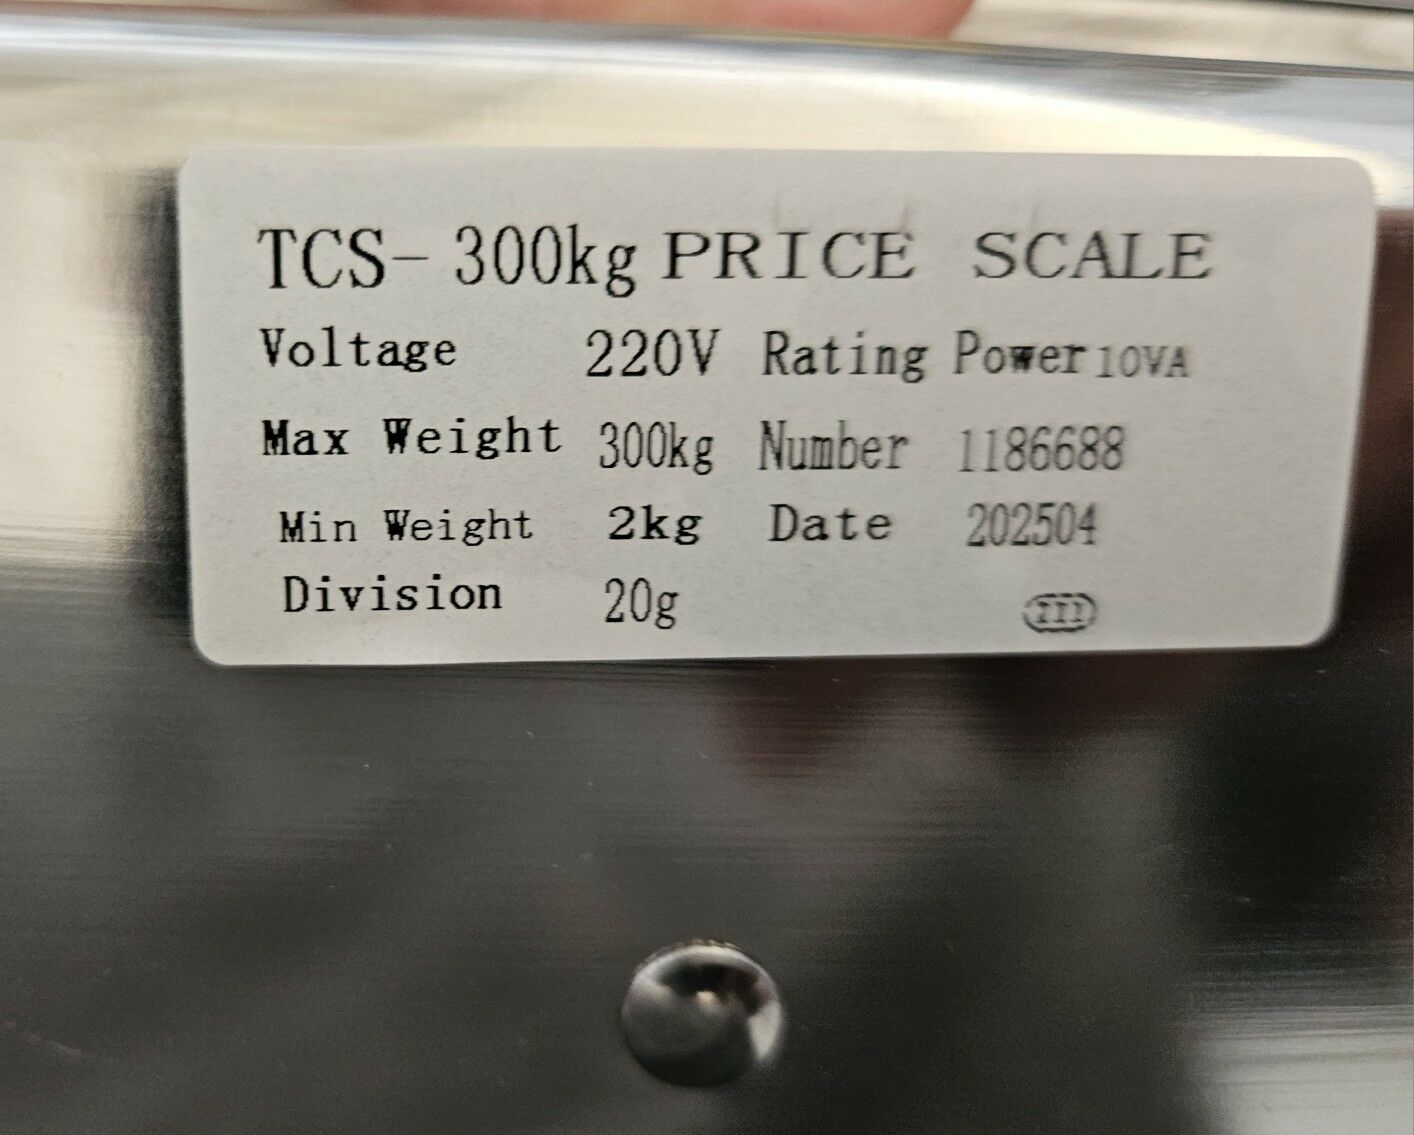 TCS- 300kg PRICE SCALE
Voltage 220V Rating Power 10VA
Max Weight 300kg Number 1186688
Min Weight 2kg Date 202504
Division 20g III